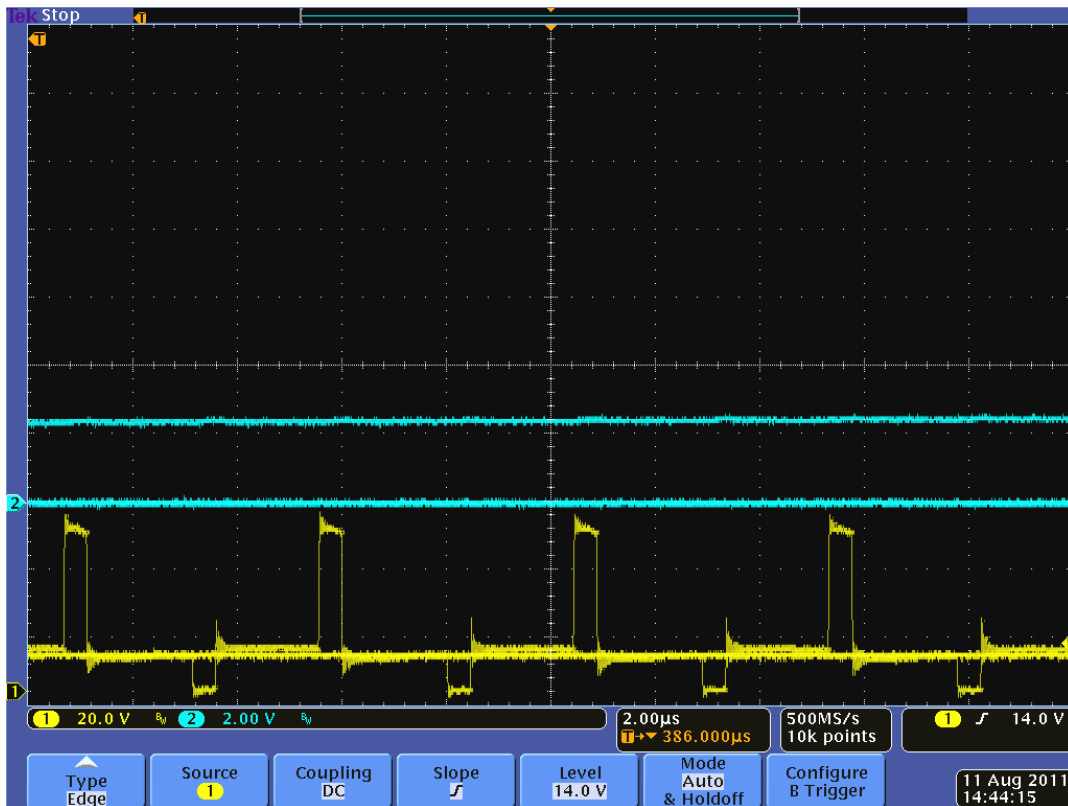 Tek Stop
T
T
2
1
1 20.0 V BW 2 2.00 V BW
2.00µs
T→▼ 386.000µs
500MS/s
10k points
1 14.0 V
Type
Edge
Source
1
Coupling
DC
Slope
Level
14.0 V
Mode
Auto
& Holdoff
Configure
B Trigger
11 Aug 2011
14:44:15